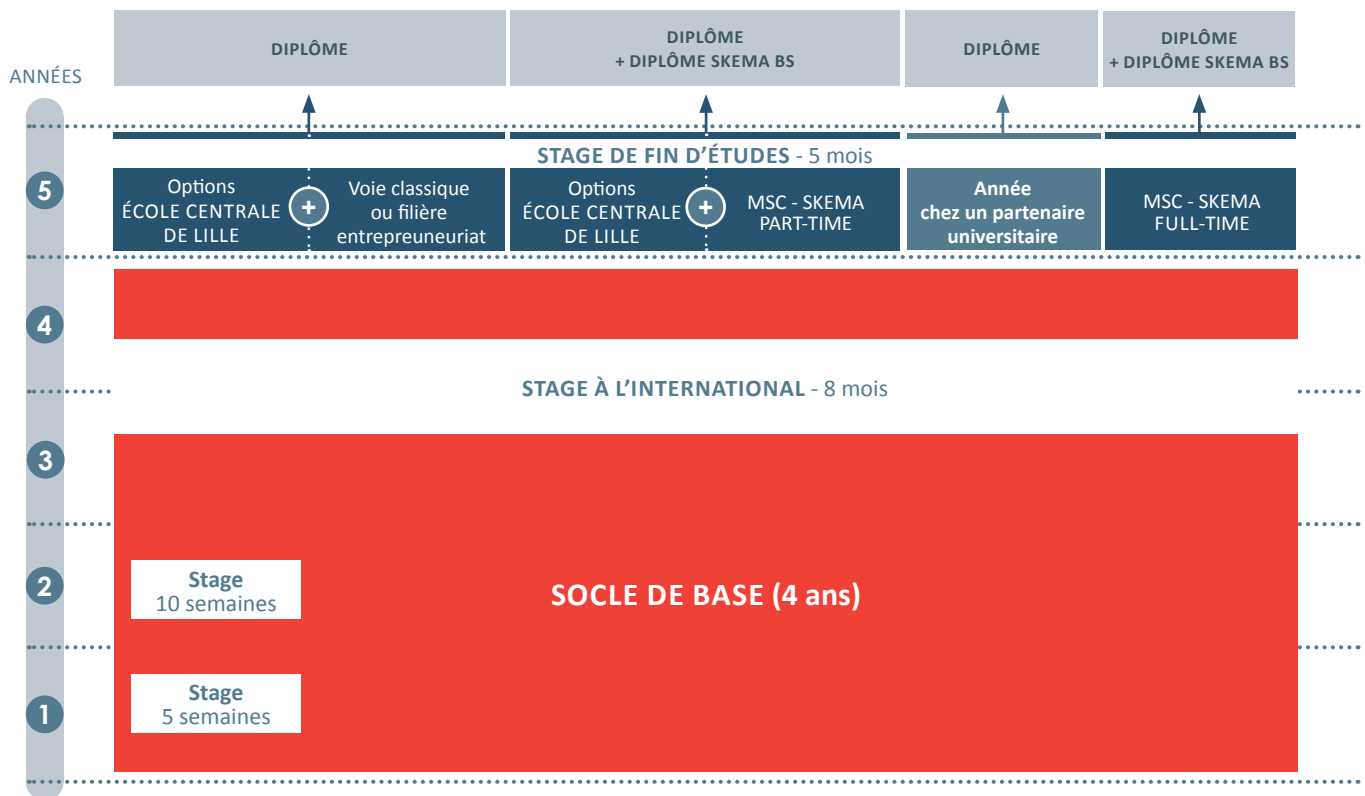 DIPLÔME
DIPLÔME
+ DIPLÔME SKEMA BS
DIPLÔME
DIPLÔME
+ DIPLÔME SKEMA BS
ANNÉES
STAGE DE FIN D'ÉTUDES - 5 mois
5
Options
ÉCOLE CENTRALE
DE LILLE
+
Voie classique
ou filière
entrepreuneuriat
Options
ÉCOLE CENTRALE
DE LILLE
+
MSC - SKEMA
PART-TIME
Année
chez un partenaire
universitaire
MSC - SKEMA
FULL-TIME
4
STAGE À L'INTERNATIONAL - 8 mois
3
2
Stage
10 semaines
SOCLE DE BASE (4 ans)
1
Stage
5 semaines